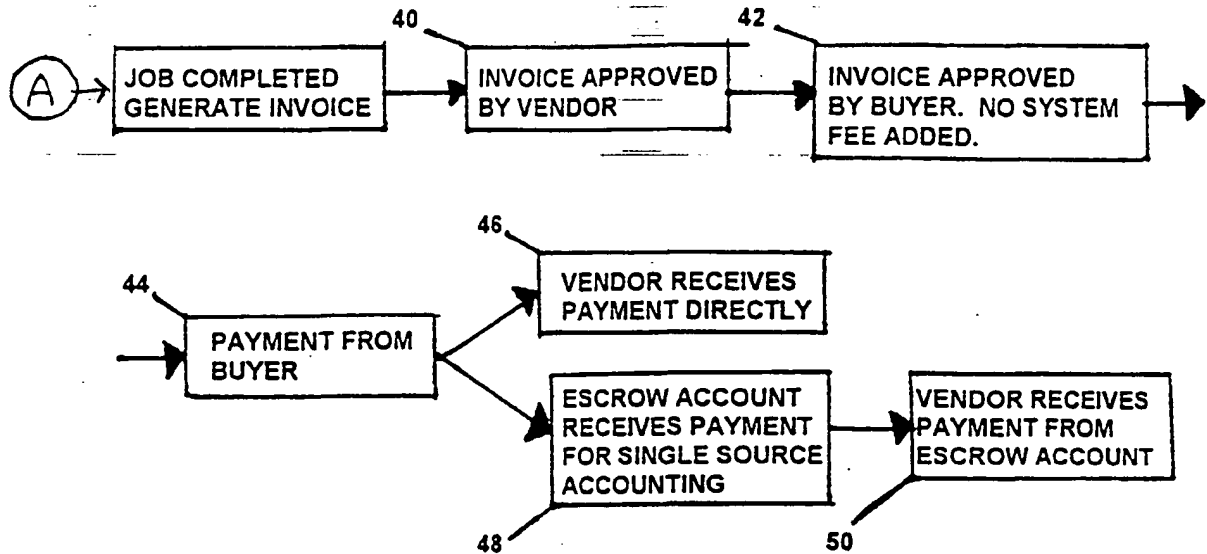 40
42
A
JOB COMPLETED
GENERATE INVOICE
INVOICE APPROVED
BY VENDOR
INVOICE APPROVED
BY BUYER. NO SYSTEM
FEE ADDED.
44
46
PAYMENT FROM
BUYER
VENDOR RECEIVES
PAYMENT DIRECTLY
ESCROW ACCOUNT
RECEIVES PAYMENT
FOR SINGLE SOURCE
ACCOUNTING
48
VENDOR RECEIVES
PAYMENT FROM
ESCROW ACCOUNT
50